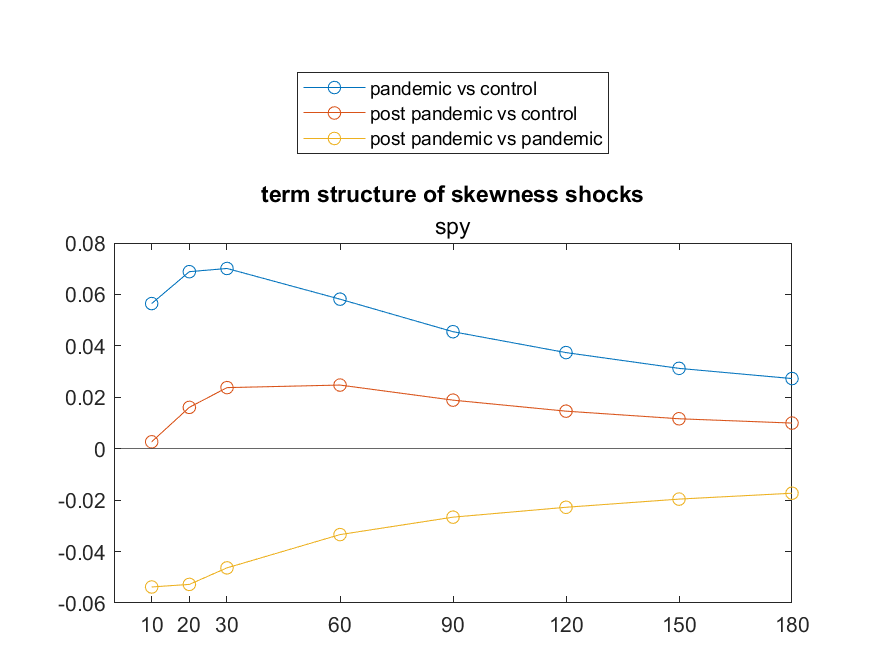 pandemic vs control
post pandemic vs control
post pandemic vs pandemic
term structure of skewness shocks
spy
0.08
0.06
0.04
0.02
0
-0.02
-0.04
-0.06
10 20 30 60 90 120 150 180